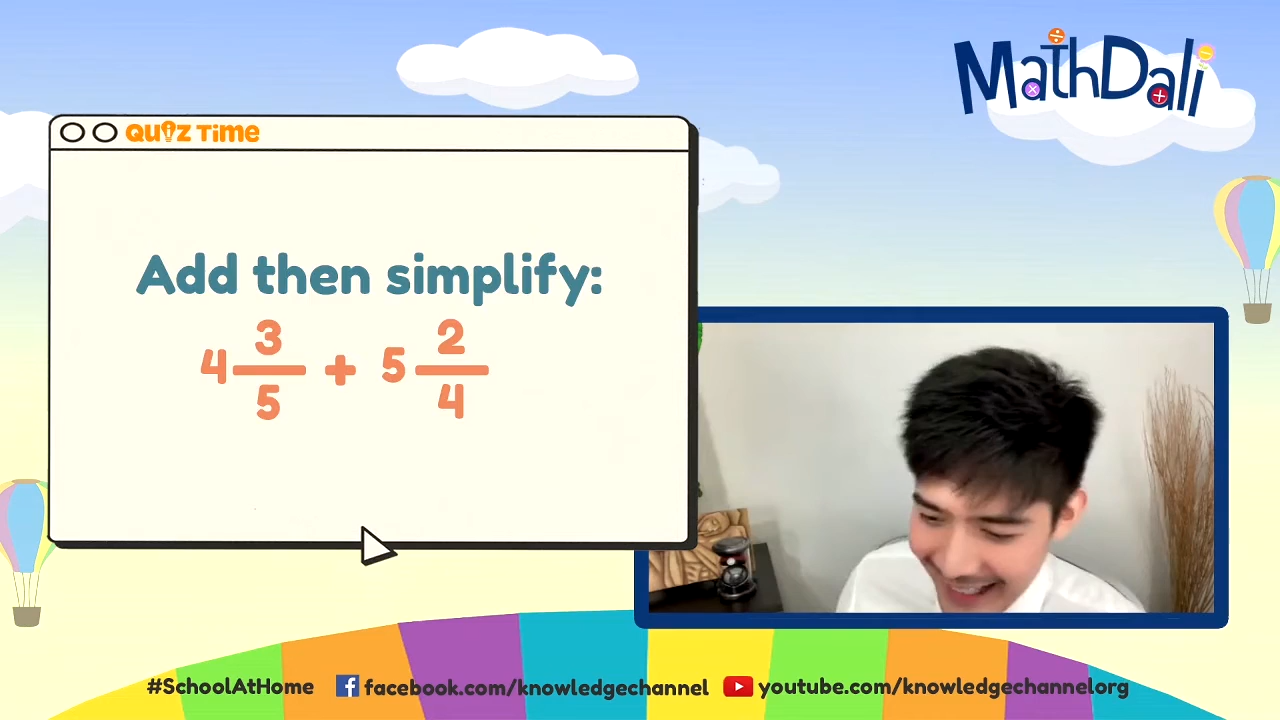 MathDali
QUIZ TIME
Add then simplify:
4 3/5 + 5 2/4
#SchoolAtHome
facebook.com/knowledgechannel
youtube.com/knowledgechannelorg